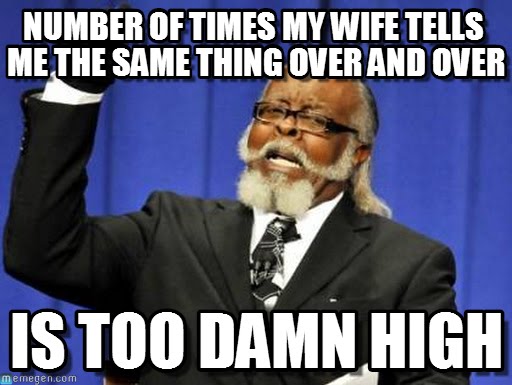 NUMBER OF TIMES MY WIFE TELLS
ME THE SAME THING OVER AND OVER
IS TOO DAMN HIGH
memegen.com